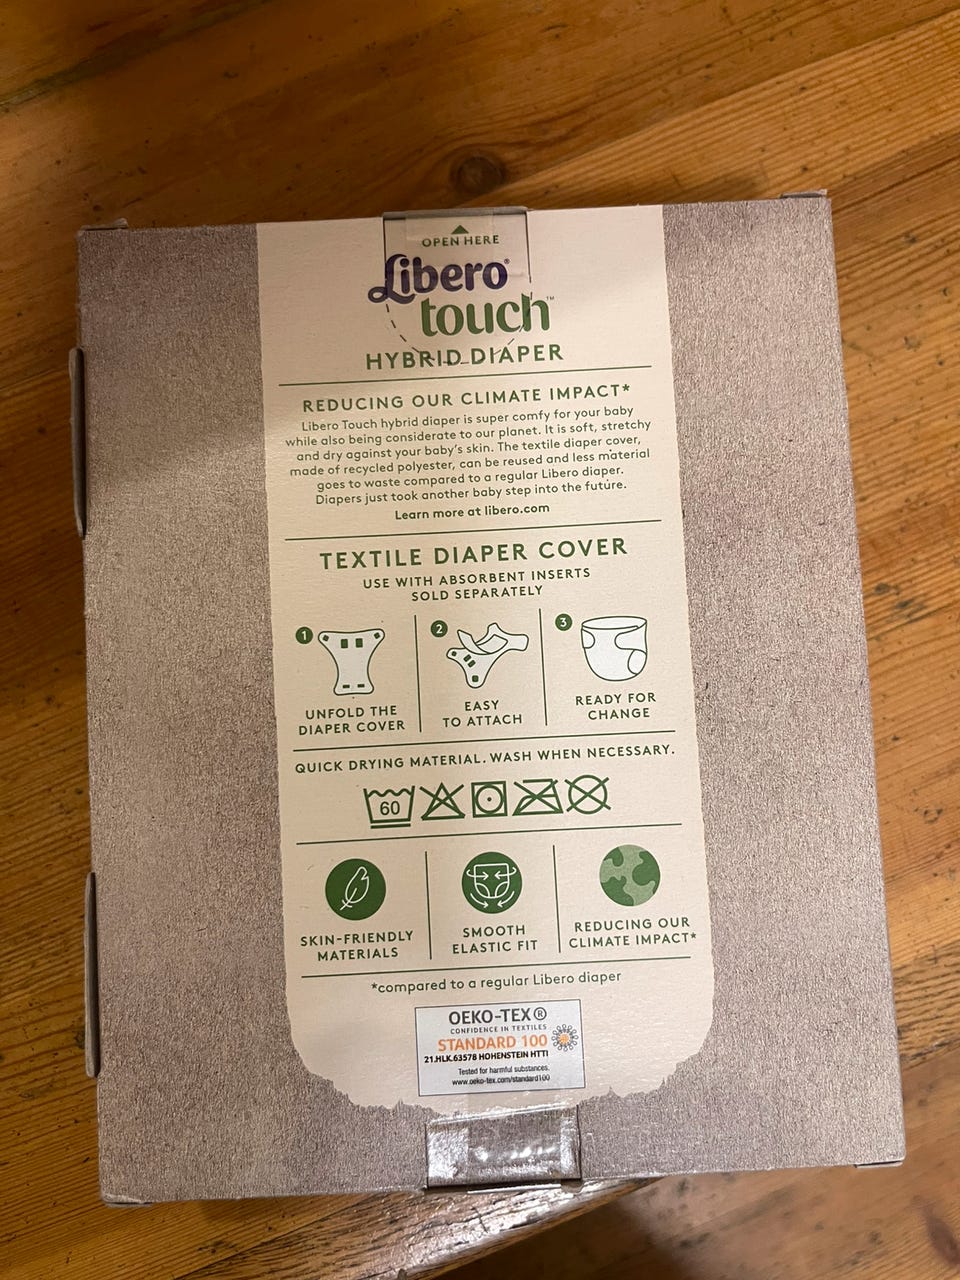 OPEN HERE
Libero®
touch™
HYBRID DIAPER
REDUCING OUR CLIMATE IMPACT*
Libero Touch hybrid diaper is super comfy for your baby
while also being considerate to our planet. It is soft, stretchy
and dry against your baby's skin. The textile diaper cover,
made of recycled polyester, can be reused and less material
goes to waste compared to a regular Libero diaper.
Diapers just took another baby step into the future.
Learn more at libero.com
TEXTILE DIAPER COVER
USE WITH ABSORBENT INSERTS
SOLD SEPARATELY
1
UNFOLD THE
DIAPER COVER
2
EASY
TO ATTACH
3
READY FOR
CHANGE
QUICK DRYING MATERIAL. WASH WHEN NECESSARY.
60
SKIN-FRIENDLY
MATERIALS
SMOOTH
ELASTIC FIT
REDUCING OUR
CLIMATE IMPACT*
*compared to a regular Libero diaper
OEKO-TEX®
CONFIDENCE IN TEXTILES
STANDARD 100
21.HLK.63578 HOHENSTEIN HTTI
Tested for harmful substances.
www.oeko-tex.com/standard100